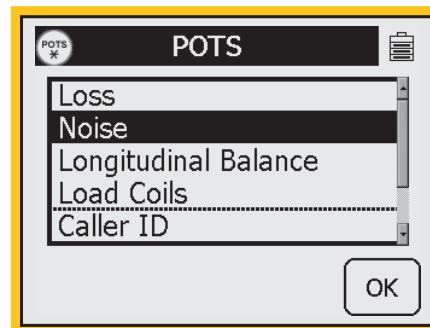 POTS
*
POTS
Loss
Noise
Longitudinal Balance
Load Coils
Caller ID
OK